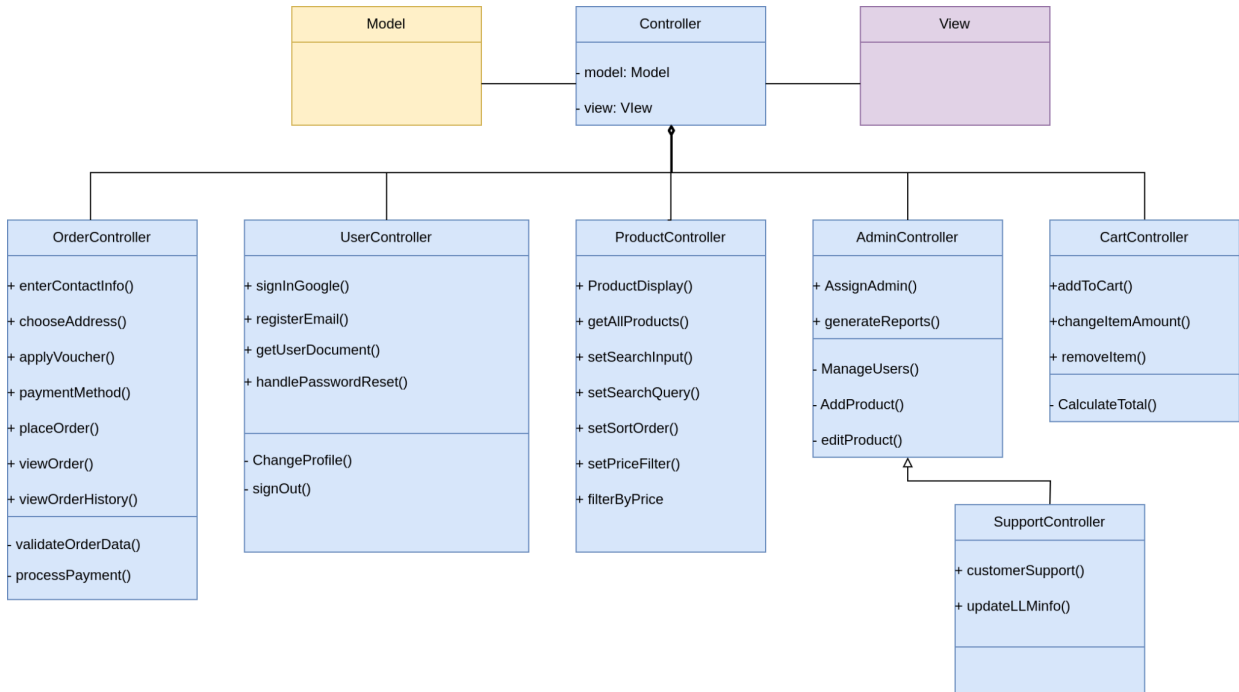 Model
Controller
- model: Model
- view: VIew
View
OrderController
+ enterContactInfo()
+ chooseAddress()
+ applyVoucher()
+ paymentMethod()
+ placeOrder()
+ viewOrder()
+ viewOrderHistory()
- validateOrderData()
- processPayment()
UserController
+ signInGoogle()
+ registerEmail()
+ getUserDocument()
+ handlePasswordReset()
- ChangeProfile()
- signOut()
ProductController
+ ProductDisplay()
+ getAllProducts()
+ setSearchInput()
+ setSearchQuery()
+ setSortOrder()
+ setPriceFilter()
+ filterByPrice
AdminController
+ AssignAdmin()
+ generateReports()
- ManageUsers()
- AddProduct()
- editProduct()
CartController
+addToCart()
+changeItemAmount()
+ removeItem()
- CalculateTotal()
SupportController
+ customerSupport()
+ updateLLMinfo()